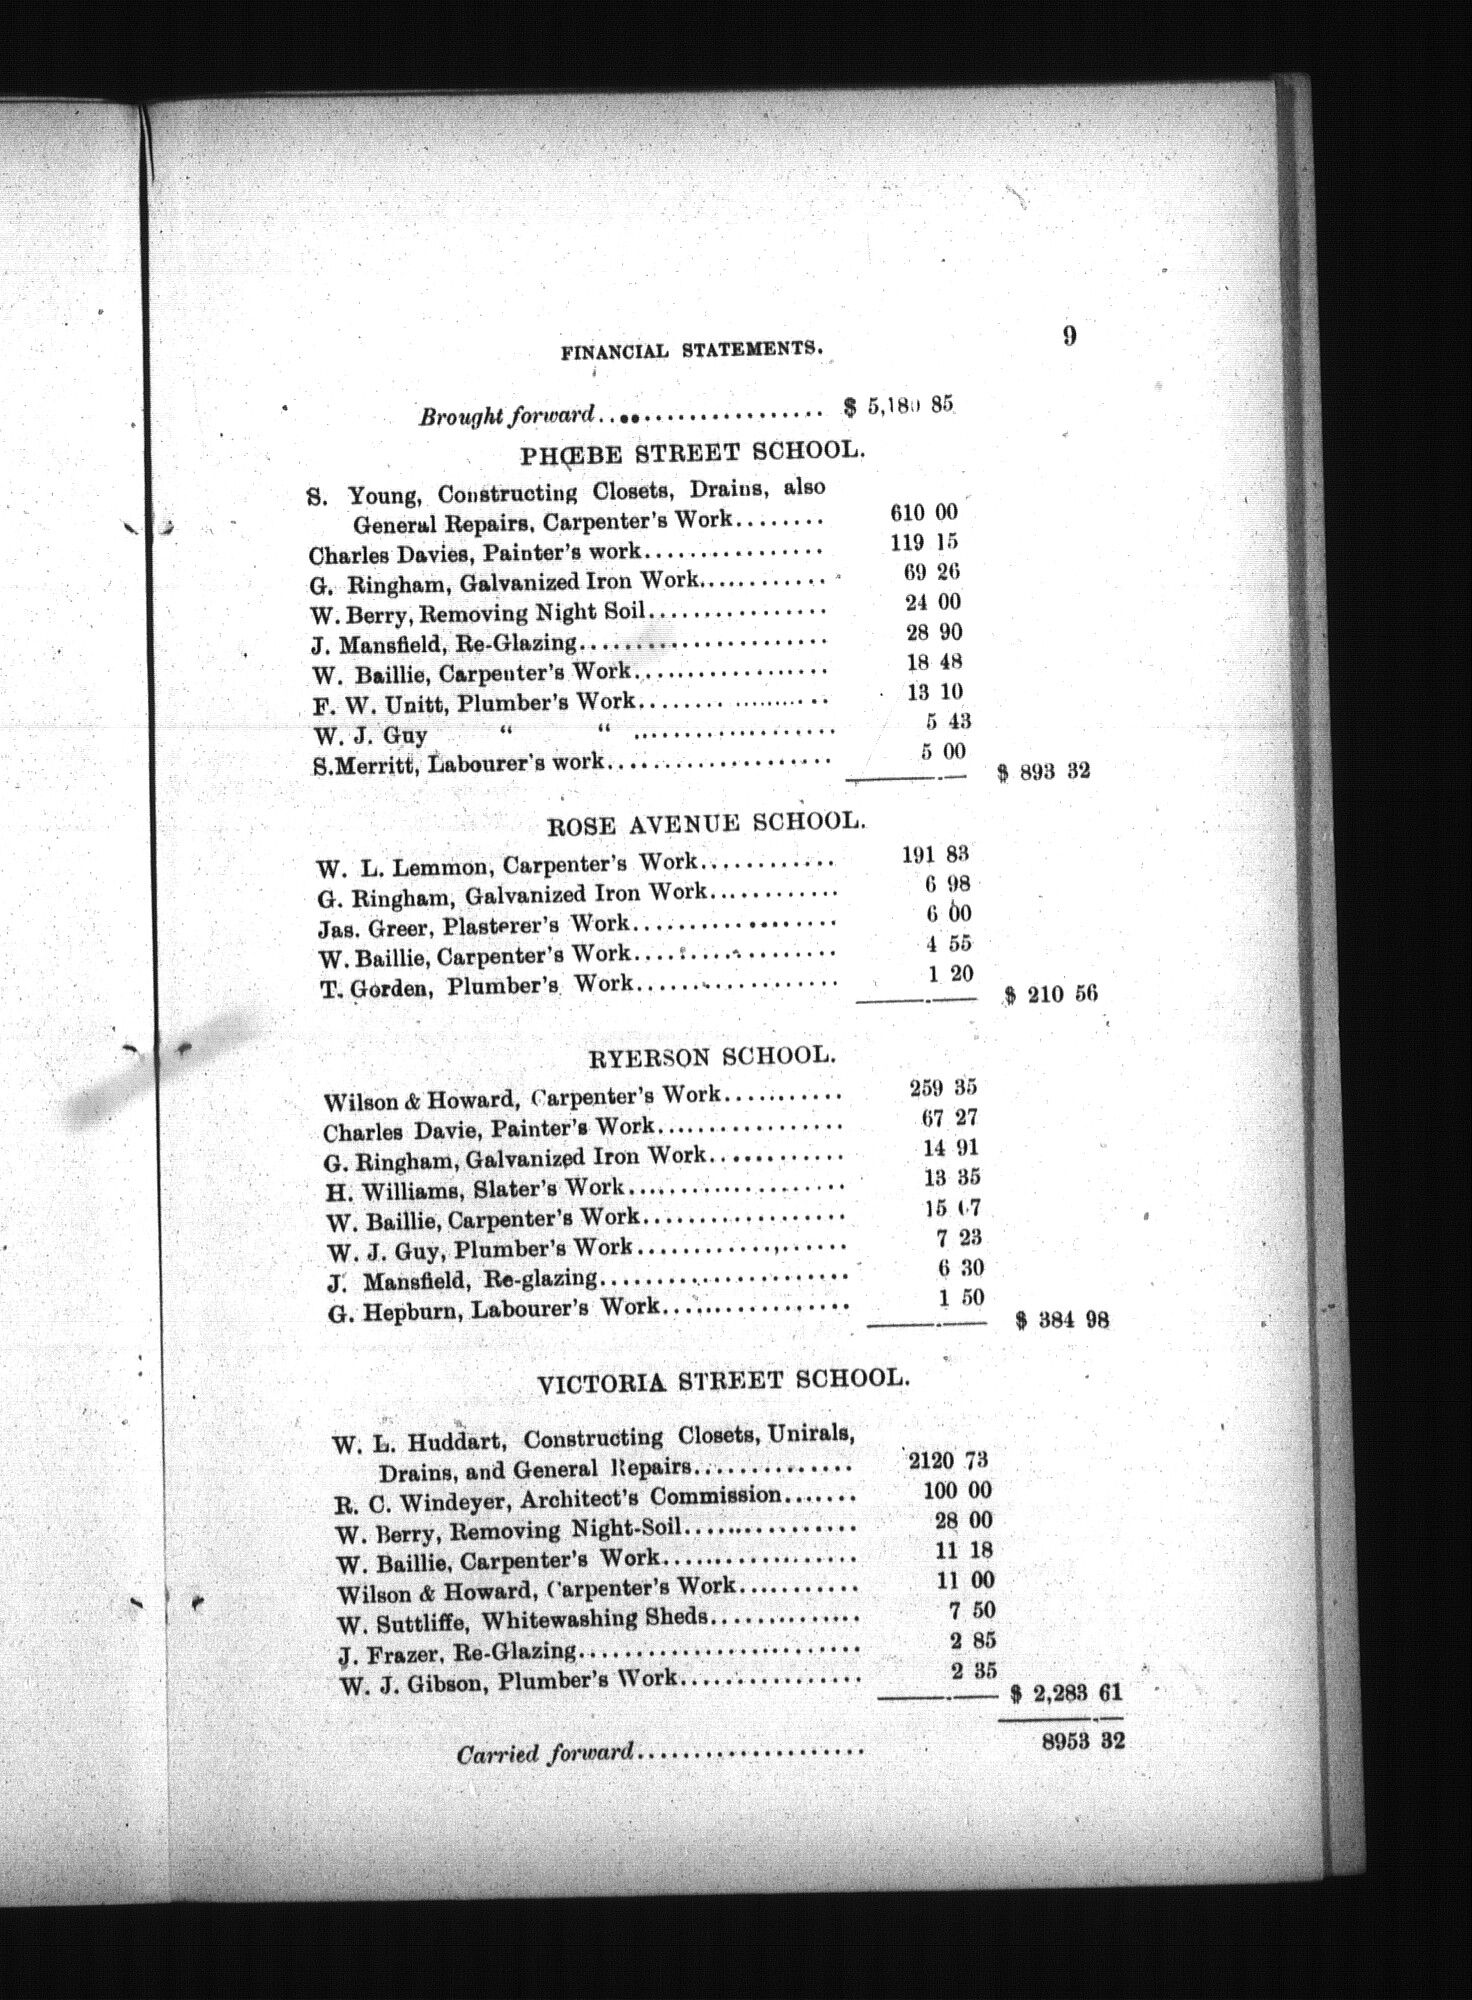 FINANCIAL STATEMENTS. 9
Brought forward.................... $ 5,180 85
PHŒBE STREET SCHOOL.
S. Young, Constructing Closets, Drains, also
General Repairs, Carpenter's Work........ 610 00
Charles Davies, Painter's work................ 119 15
G. Ringham, Galvanized Iron Work............ 69 26
W. Berry, Removing Night Soil................ 24 00
J. Mansfield, Re-Glazing...................... 28 90
W. Baillie, Carpenter's Work.................. 18 48
F. W. Unitt, Plumber's Work.................. 13 10
W. J. Guy “ “ .................. 5 43
S.Merritt, Labourer's work.................... 5 00
$ 893 32
ROSE AVENUE SCHOOL.
W. L. Lemmon, Carpenter's Work............ 191 83
G. Ringham, Galvanized Iron Work............ 6 98
Jas. Greer, Plasterer's Work.................. 6 00
W. Baillie, Carpenter's Work.................. 4 55
T. Gorden, Plumber's Work.................. 1 20
$ 210 56
RYERSON SCHOOL.
Wilson & Howard, Carpenter's Work........... 259 35
Charles Davie, Painter's Work................. 67 27
G. Ringham, Galvanized Iron Work............ 14 91
H. Williams, Slater's Work.................... 13 35
W. Baillie, Carpenter's Work.................. 15 07
W. J. Guy, Plumber's Work................... 7 23
J. Mansfield, Re-glazing...................... 6 30
G. Hepburn, Labourer's Work................. 1 50
$ 384 98
VICTORIA STREET SCHOOL.
W. L. Huddart, Constructing Closets, Unirals,
Drains, and General Repairs.............. 2120 73
R. C. Windeyer, Architect's Commission....... 100 00
W. Berry, Removing Night-Soil................ 28 00
W. Baillie, Carpenter's Work.................. 11 18
Wilson & Howard, Carpenter's Work........... 11 00
W. Suttliffe, Whitewashing Sheds.............. 7 50
J. Frazer, Re-Glazing......................... 2 85
W. J. Gibson, Plumber's Work................. 2 35
$ 2,283 61
Carried forward.................... 8953 32